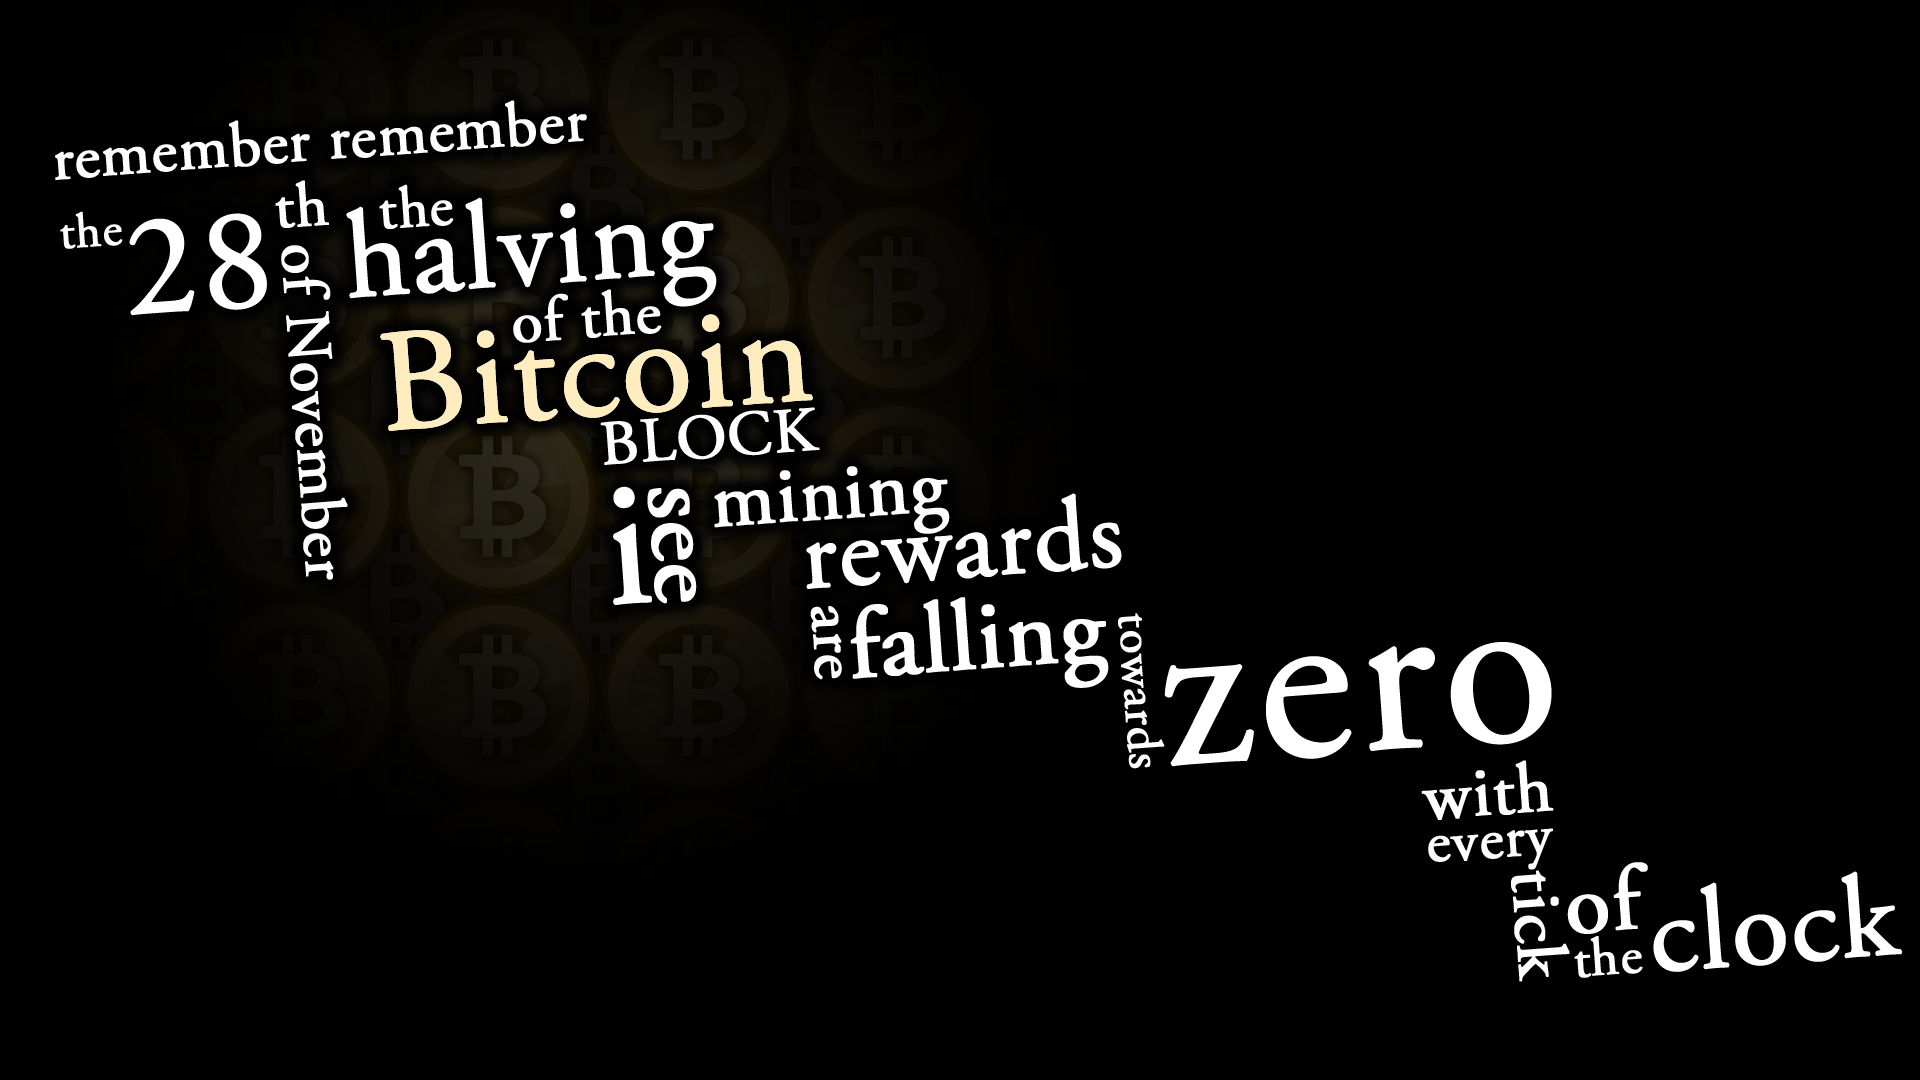 remember remember
the 28th of November
the
halving
of the
Bitcoin
BLOCK
i see
mining
rewards
are falling
towards
zero
with
every
tick
of
the clock